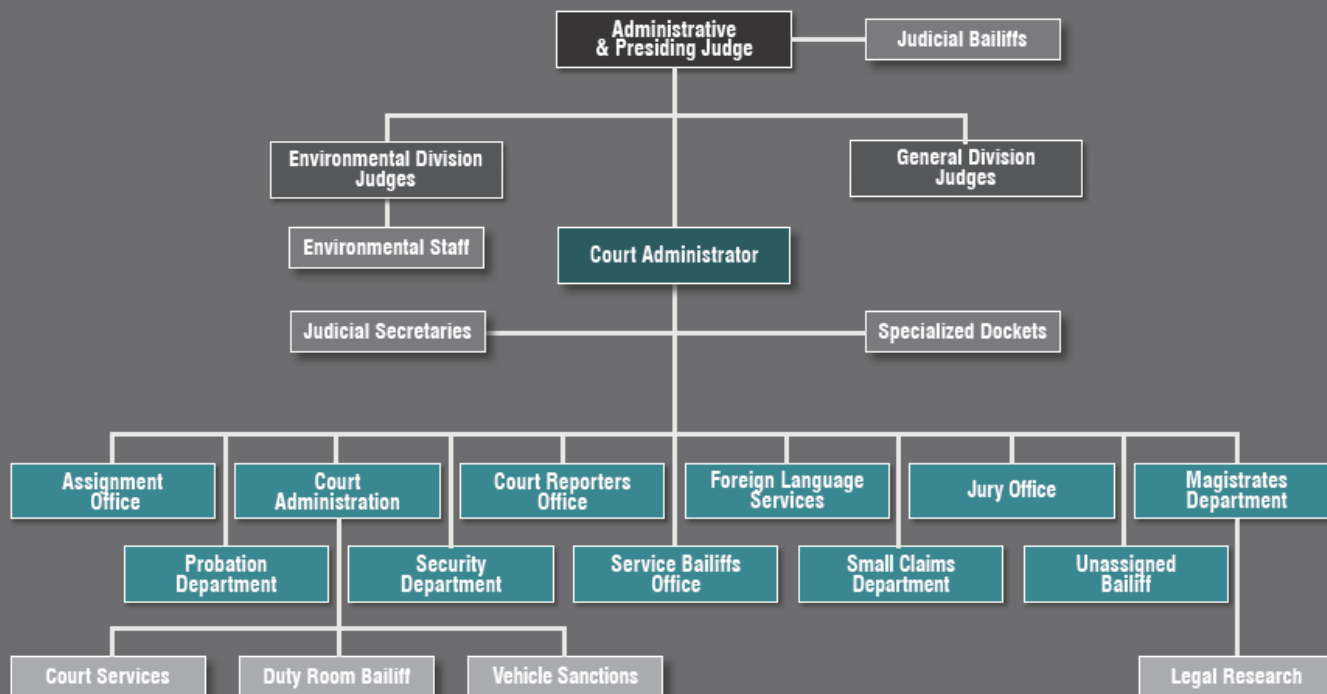 Administrative
& Presiding Judge
Judicial Bailiffs
Environmental Division
Judges
General Division
Judges
Environmental Staff
Court Administrator
Judicial Secretaries
Specialized Dockets
Assignment
Office
Court
Administration
Court Reporters
Office
Foreign Language
Services
Jury Office
Magistrates
Department
Probation
Department
Security
Department
Service Bailiffs
Office
Small Claims
Department
Unassigned
Bailiff
Court Services
Duty Room Bailiff
Vehicle Sanctions
Legal Research